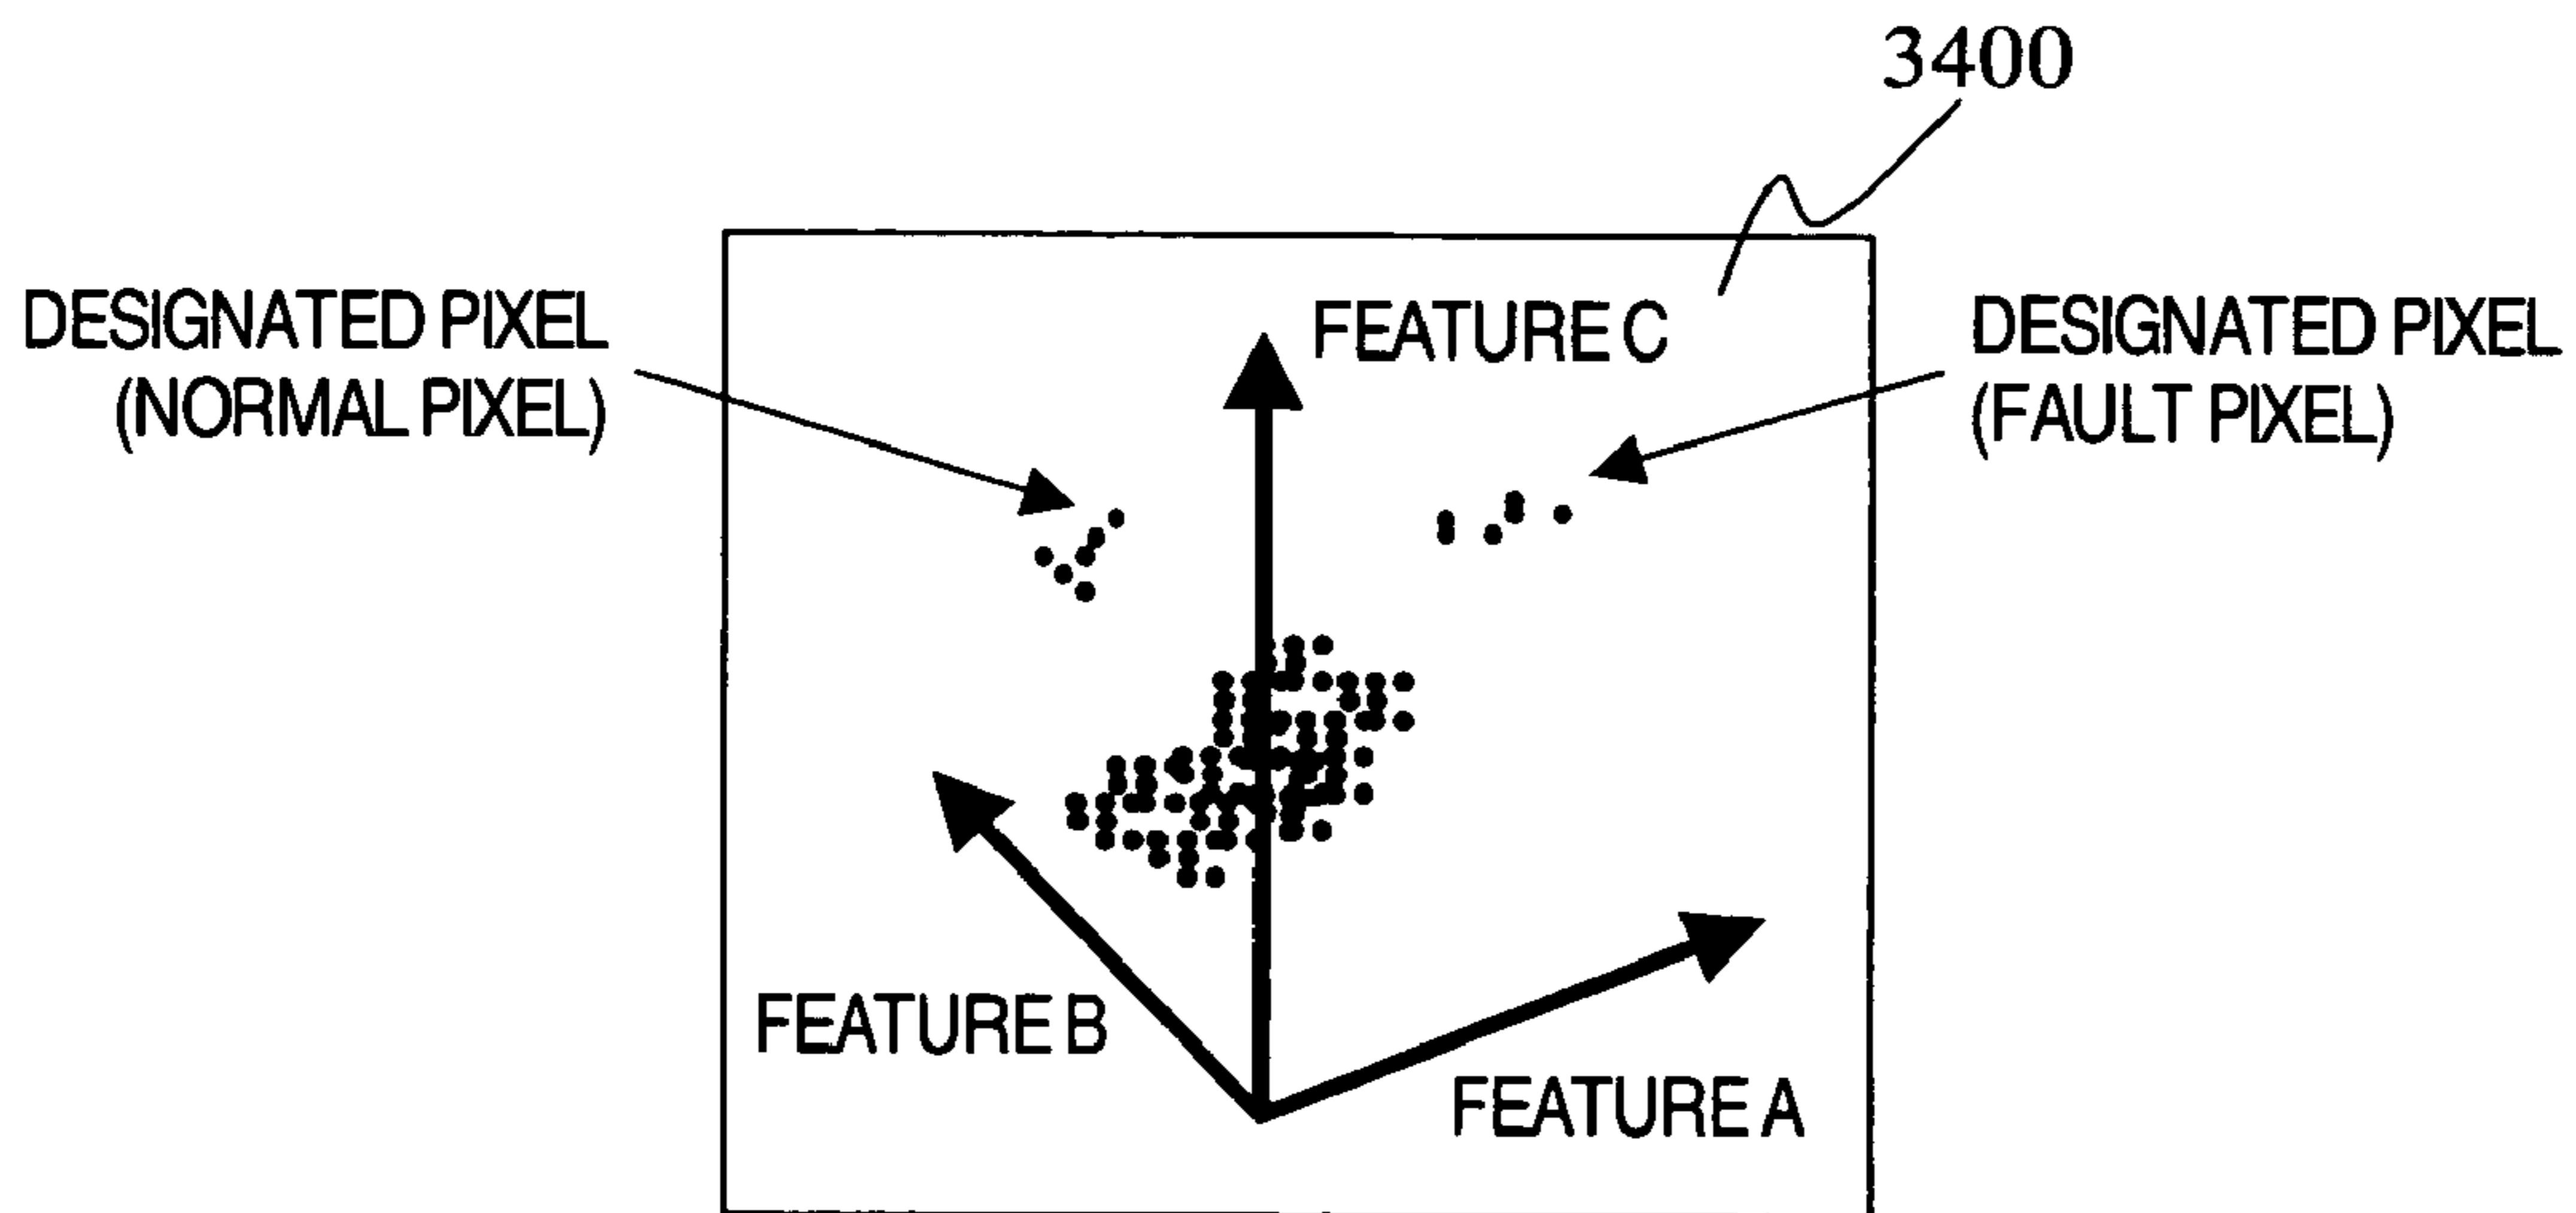 3400
DESIGNATED PIXEL
(NORMAL PIXEL)
FEATURE C
DESIGNATED PIXEL
(FAULT PIXEL)
FEATURE B
FEATURE A